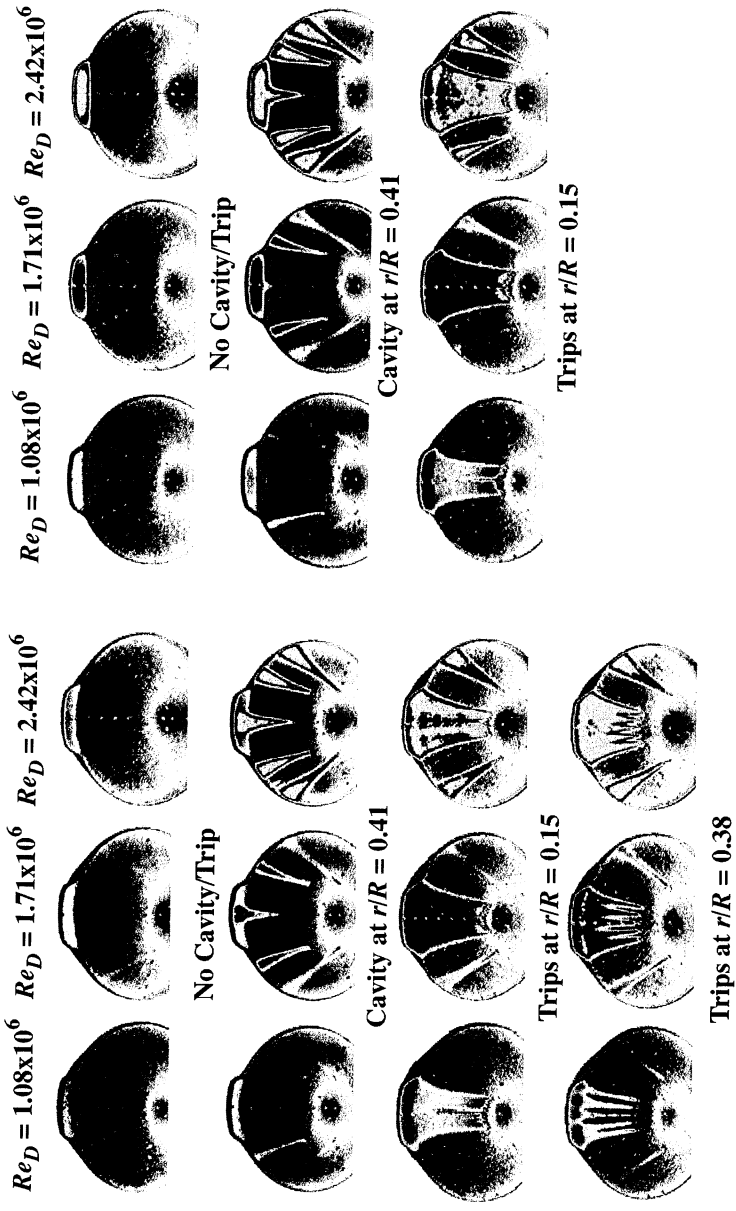 Re_D = 1.08x10^6 Re_D = 1.71x10^6 Re_D = 2.42x10^6
No Cavity/Trip
Cavity at r/R = 0.41
Trips at r/R = 0.15
Trips at r/R = 0.38
Re_D = 1.08x10^6 Re_D = 1.71x10^6 Re_D = 2.42x10^6
No Cavity/Trip
Cavity at r/R = 0.41
Trips at r/R = 0.15